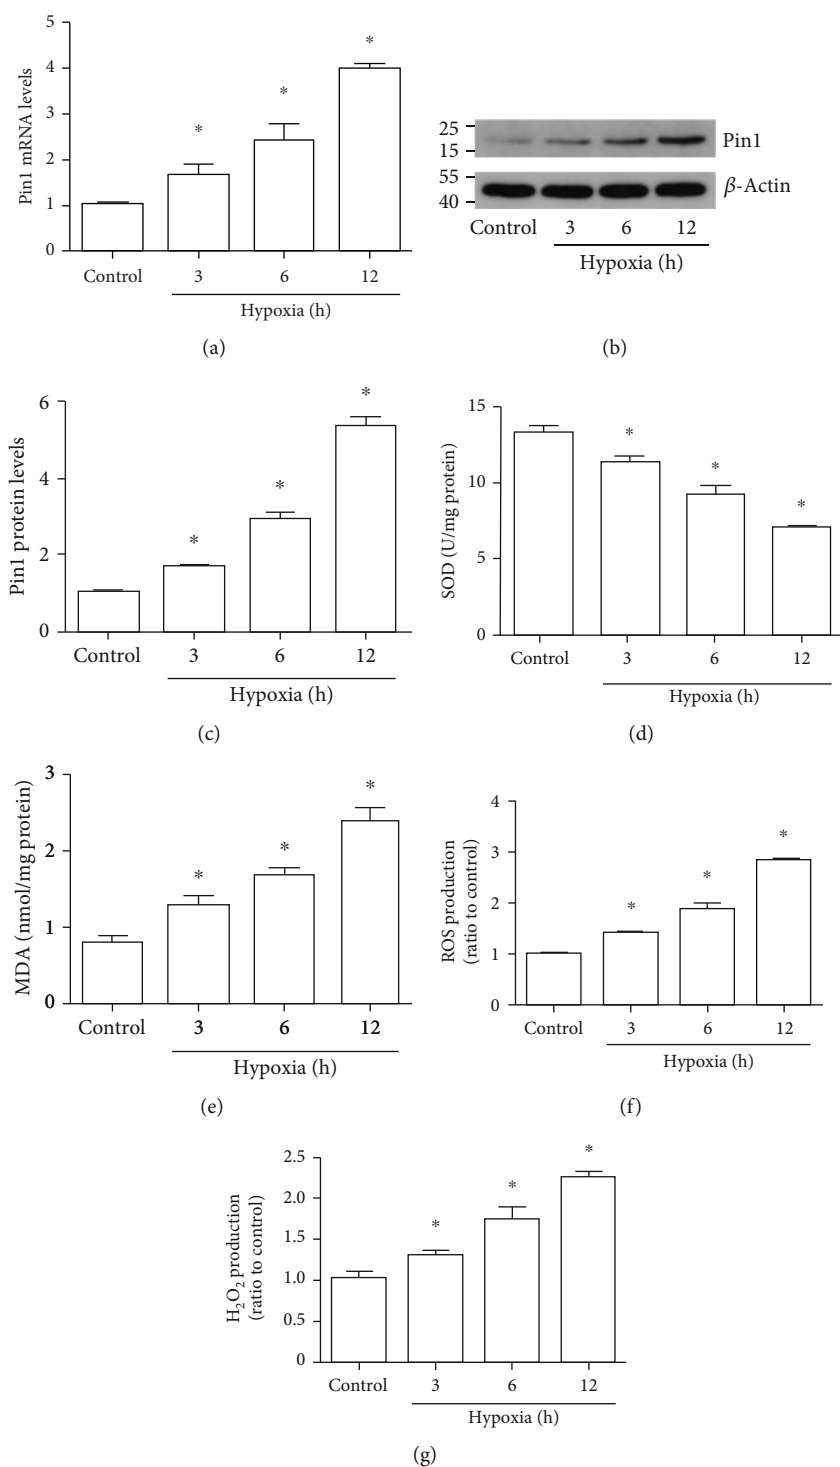 Pin1 mRNA levels
5
4
3
2
1
0
*
*
*
Control
3
6
12
Hypoxia (h)
(a)
25
15
Pin1
55
40
β-Actin
Control
3
6
12
Hypoxia (h)
(b)
Pin1 protein levels
6
4
2
0
*
*
*
Control
3
6
12
Hypoxia (h)
(c)
SOD (U/mg protein)
15
10
5
0
*
*
*
Control
3
6
12
Hypoxia (h)
(d)
MDA (nmol/mg protein)
3
2
1
0
*
*
*
Control
3
6
12
Hypoxia (h)
(e)
ROS production
(ratio to control)
4
3
2
1
0
*
*
*
Control
3
6
12
Hypoxia (h)
(f)
H₂O₂ production
(ratio to control)
2.5
2.0
1.5
1.0
0.5
0
*
*
*
Control
3
6
12
Hypoxia (h)
(g)